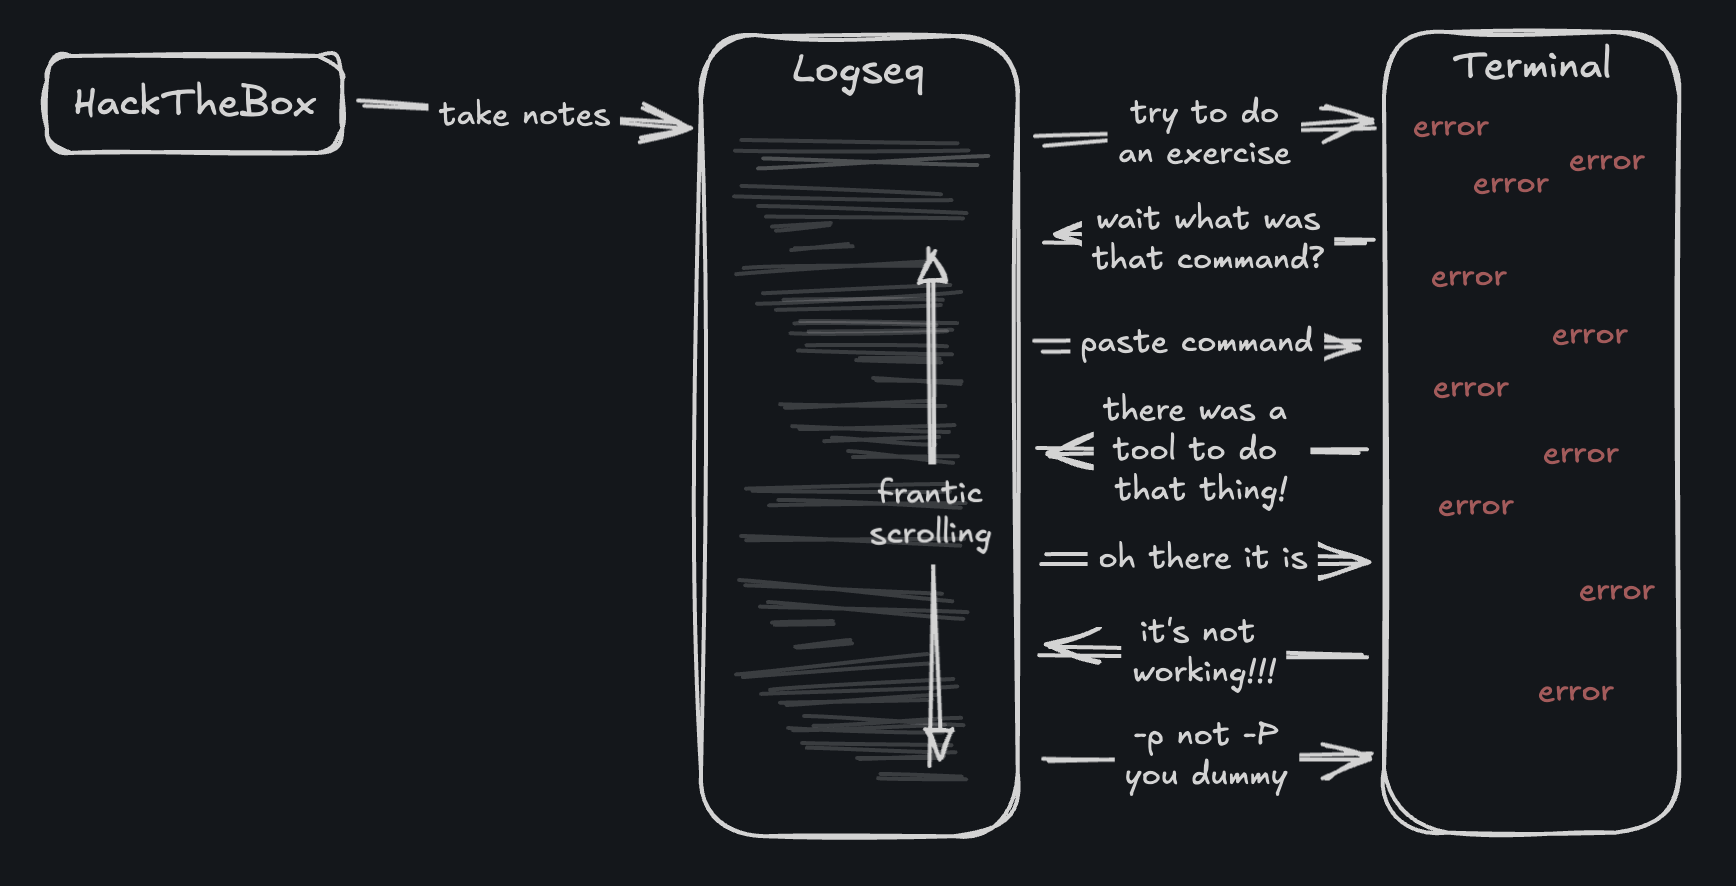 HackTheBox
take notes
Logseq
frantic
scrolling
try to do
an exercise
wait what was
that command?
paste command
there was a
tool to do
that thing!
oh there it is
it's not
working!!!
-p not -P
you dummy
Terminal
error
error
error
error
error
error
error
error
error
error